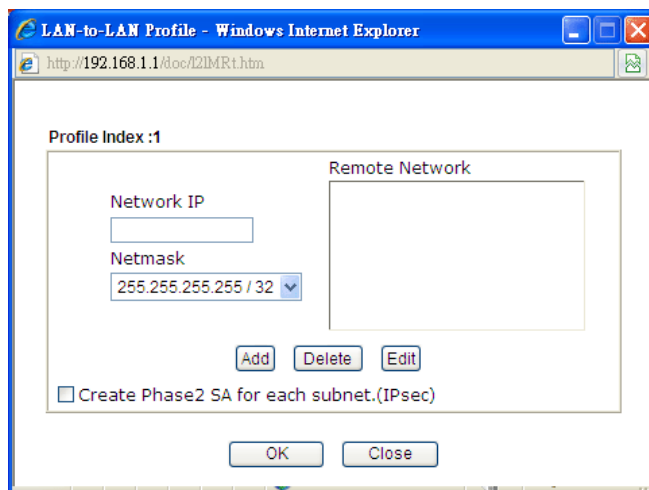 LAN-to-LAN Profile - Windows Internet Explorer
http://192.168.1.1/doc/l2lMRt.htm
Profile Index :1
Remote Network
Network IP
Netmask
255.255.255.255 / 32
Add Delete Edit
Create Phase2 SA for each subnet.(IPsec)
OK Close